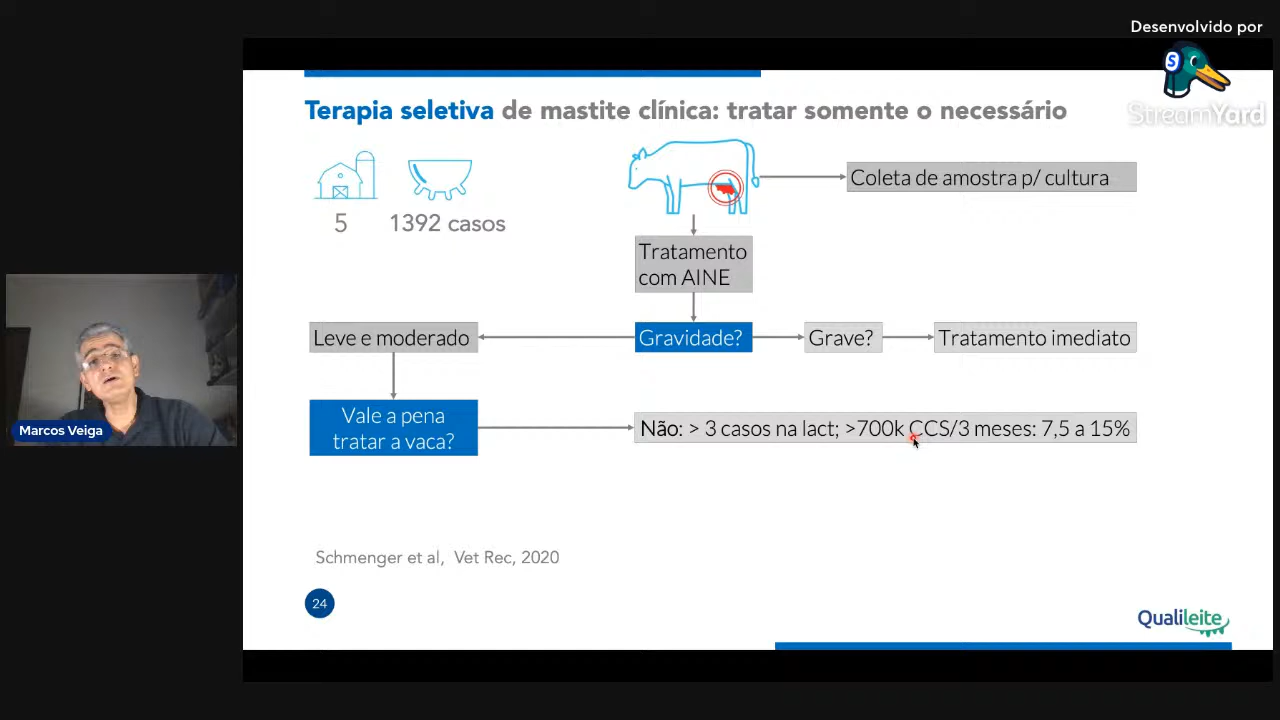 Desenvolvido por
StreamYard
Terapia seletiva de mastite clínica: tratar somente o necessário
5
1392 casos
Coleta de amostra p/ cultura
Tratamento
com AINE
Leve e moderado
Gravidade?
Grave?
Tratamento imediato
Vale a pena
tratar a vaca?
Não: > 3 casos na lact; >700k CCS/3 meses: 7,5 a 15%
Marcos Veiga
Schmenger et al, Vet Rec, 2020
24
Qualileite